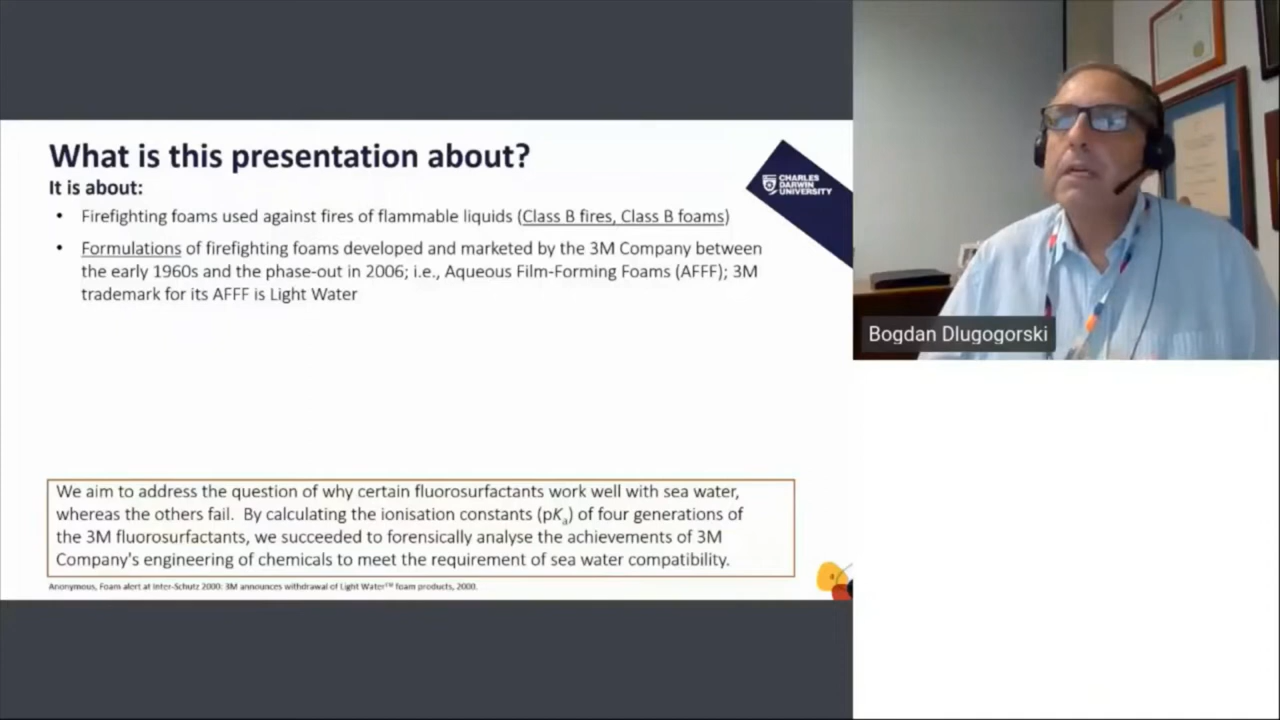 What is this presentation about?
It is about:
• Firefighting foams used against fires of flammable liquids (Class B fires, Class B foams)
• Formulations of firefighting foams developed and marketed by the 3M Company between
the early 1960s and the phase-out in 2006; i.e., Aqueous Film-Forming Foams (AFFF); 3M
trademark for its AFFF is Light Water
CHARLES
DARWIN
UNIVERSITY
We aim to address the question of why certain fluorosurfactants work well with sea water,
whereas the others fail. By calculating the ionisation constants (pKa) of four generations of
the 3M fluorosurfactants, we succeeded to forensically analyse the achievements of 3M
Company's engineering of chemicals to meet the requirement of sea water compatibility.
Anonymous, Foam alert at Inter-Schutz 2000: 3M announces withdrawal of Light Water™ foam products, 2000.
Bogdan Dlugogorski